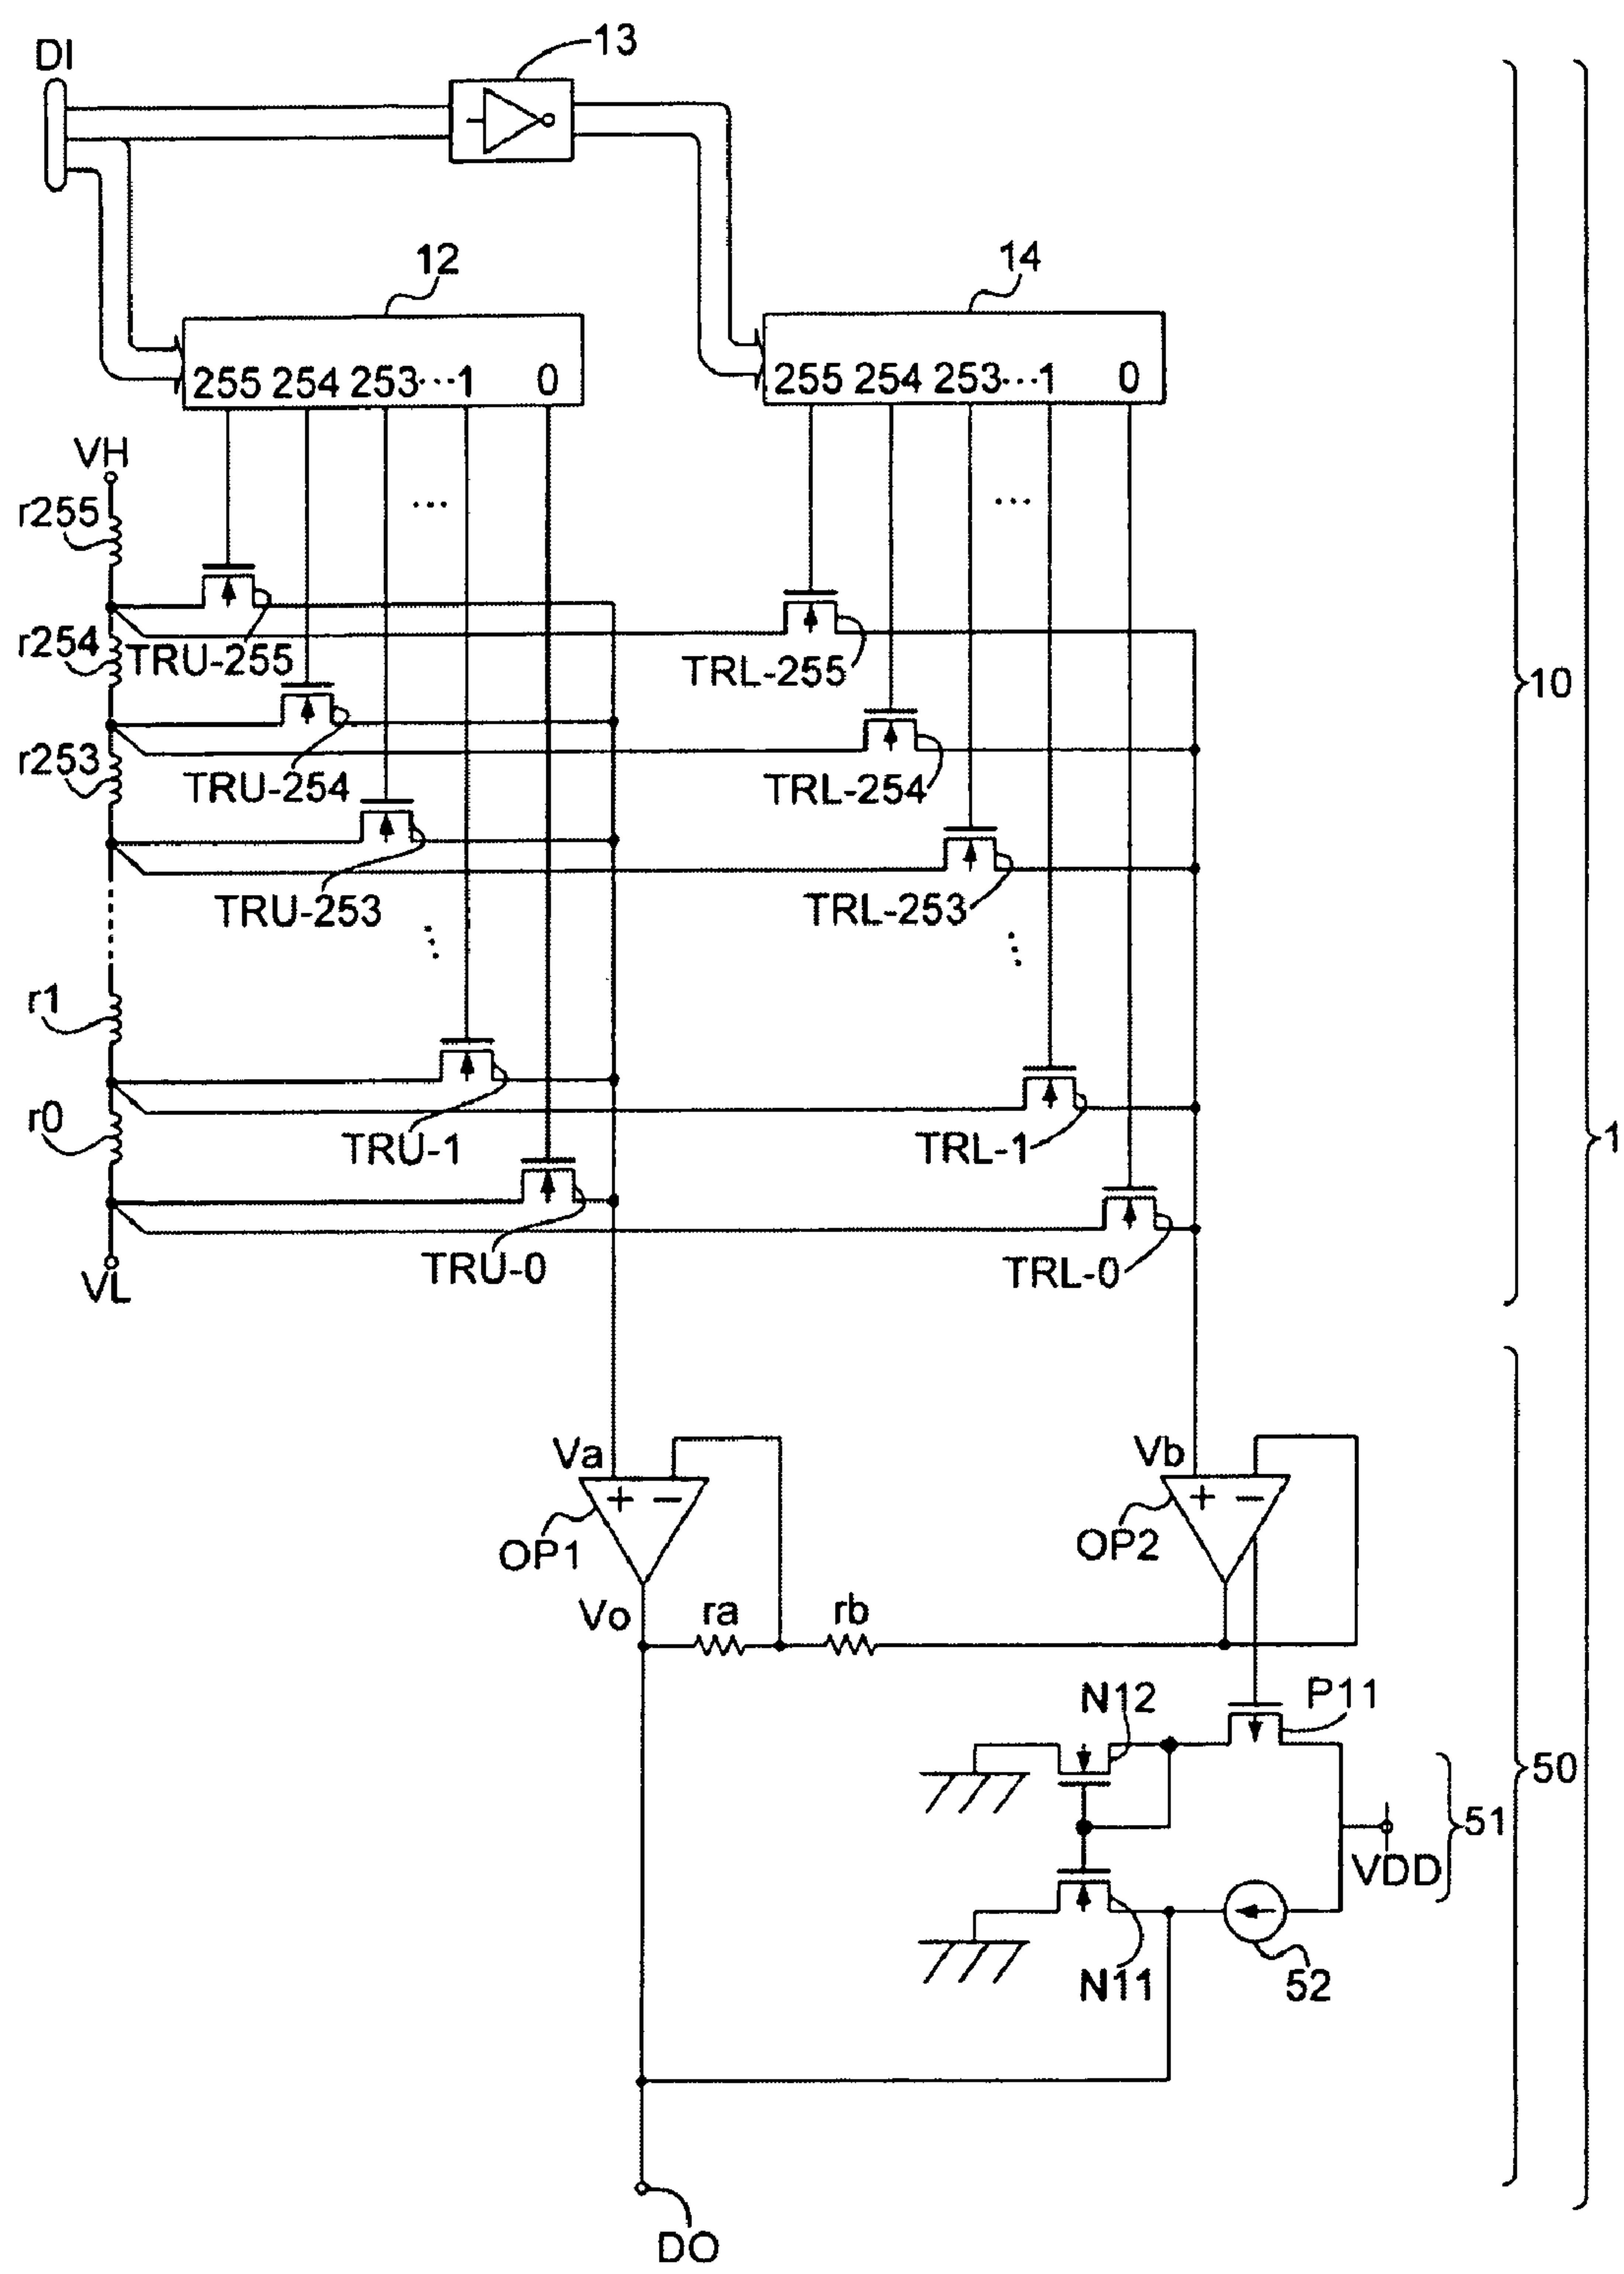 DI
13
12
14
255 254 253 ··· 1 0
255 254 253 ··· 1 0
VH
r255
...
...
r254
TRU-255
TRL-255
10
r253
TRU-254
TRL-254
TRU-253
TRL-253
...
...
r1
r0
TRU-1
TRL-1
1
TRU-0
TRL-0
VL
Va
Vb
+ −
+ −
OP1
OP2
Vo
ra
rb
N12
P11
50
51
VDD
N11
52
DO